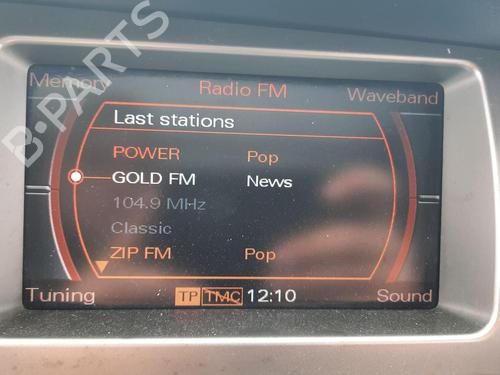 Memory
Radio FM
Waveband
Last stations
POWER Pop
GOLD FM News
104.9 MHz
Classic
ZIP FM Pop
Tuning
TP TMC 12:10
Sound
B-PARTS